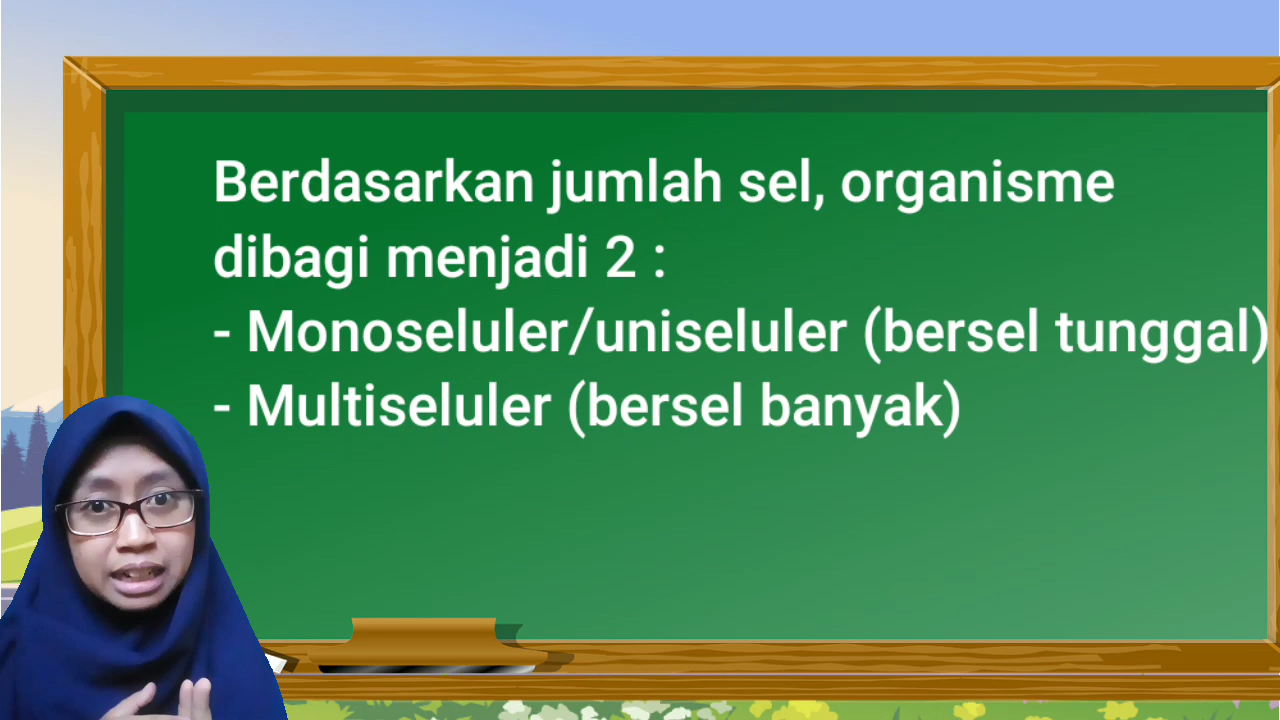 Berdasarkan jumlah sel, organisme
dibagi menjadi 2 :
- Monoseluler/uniseluler (bersel tunggal)
- Multiseluler (bersel banyak)